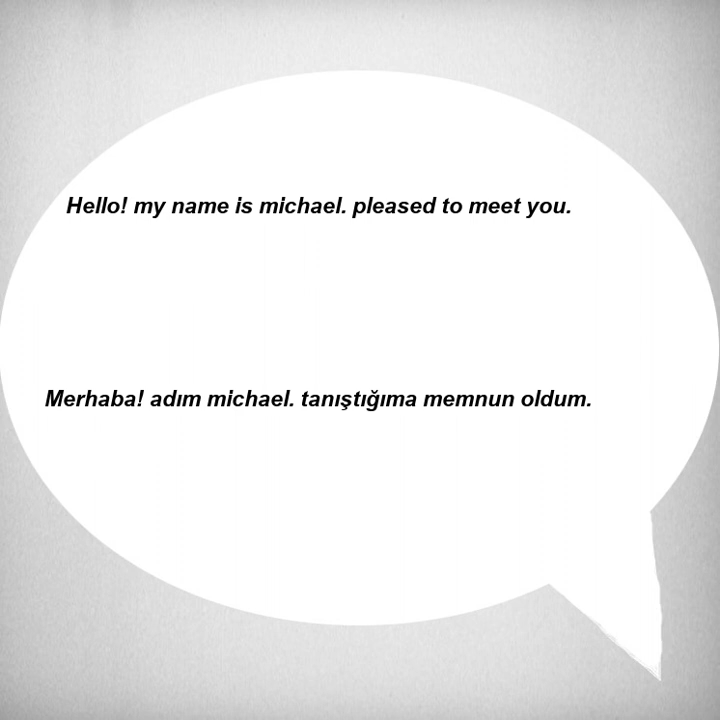 Hello! my name is michael. pleased to meet you.
Merhaba! adım michael. tanıştığıma memnun oldum.